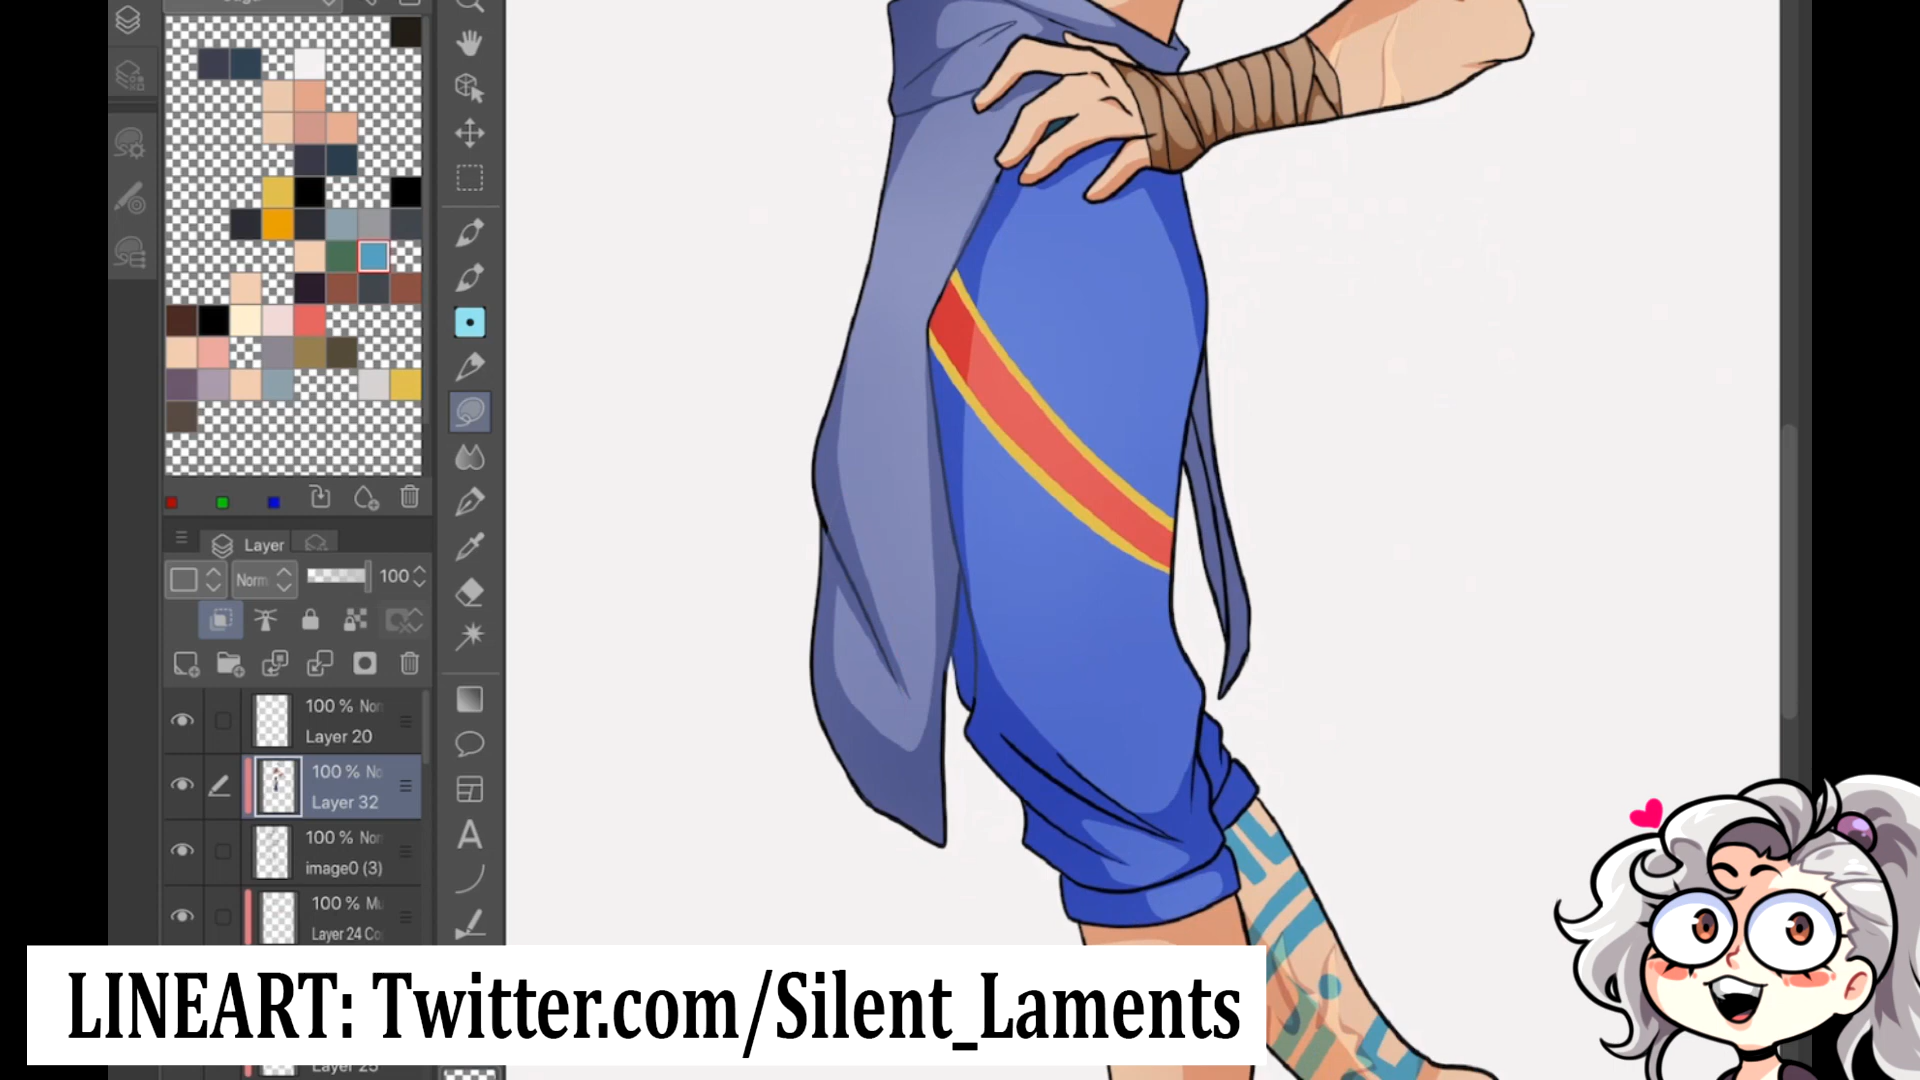 Layer
Norm
100
100 % Nor
Layer 20
100 % No
Layer 32
100 % Nor
image0 (3)
100 % Mu
Layer 24 Co
A
LINEART: Twitter.com/Silent_Laments
Layer 25